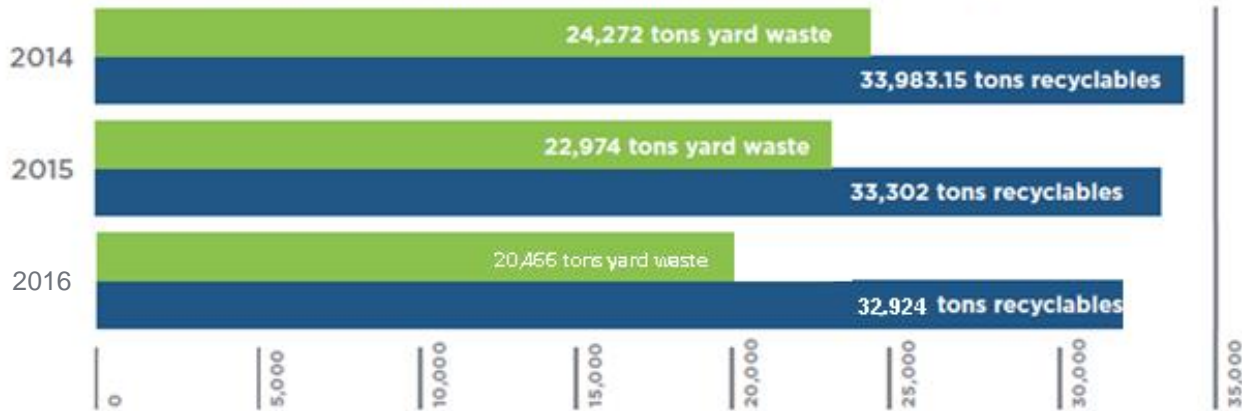 2014
24,272 tons yard waste
33,983.15 tons recyclables
2015
22,974 tons yard waste
33,302 tons recyclables
2016
20,466 tons yard waste
32.924 tons recyclables
0
5,000
10,000
15,000
20,000
25,000
30,000
35,000